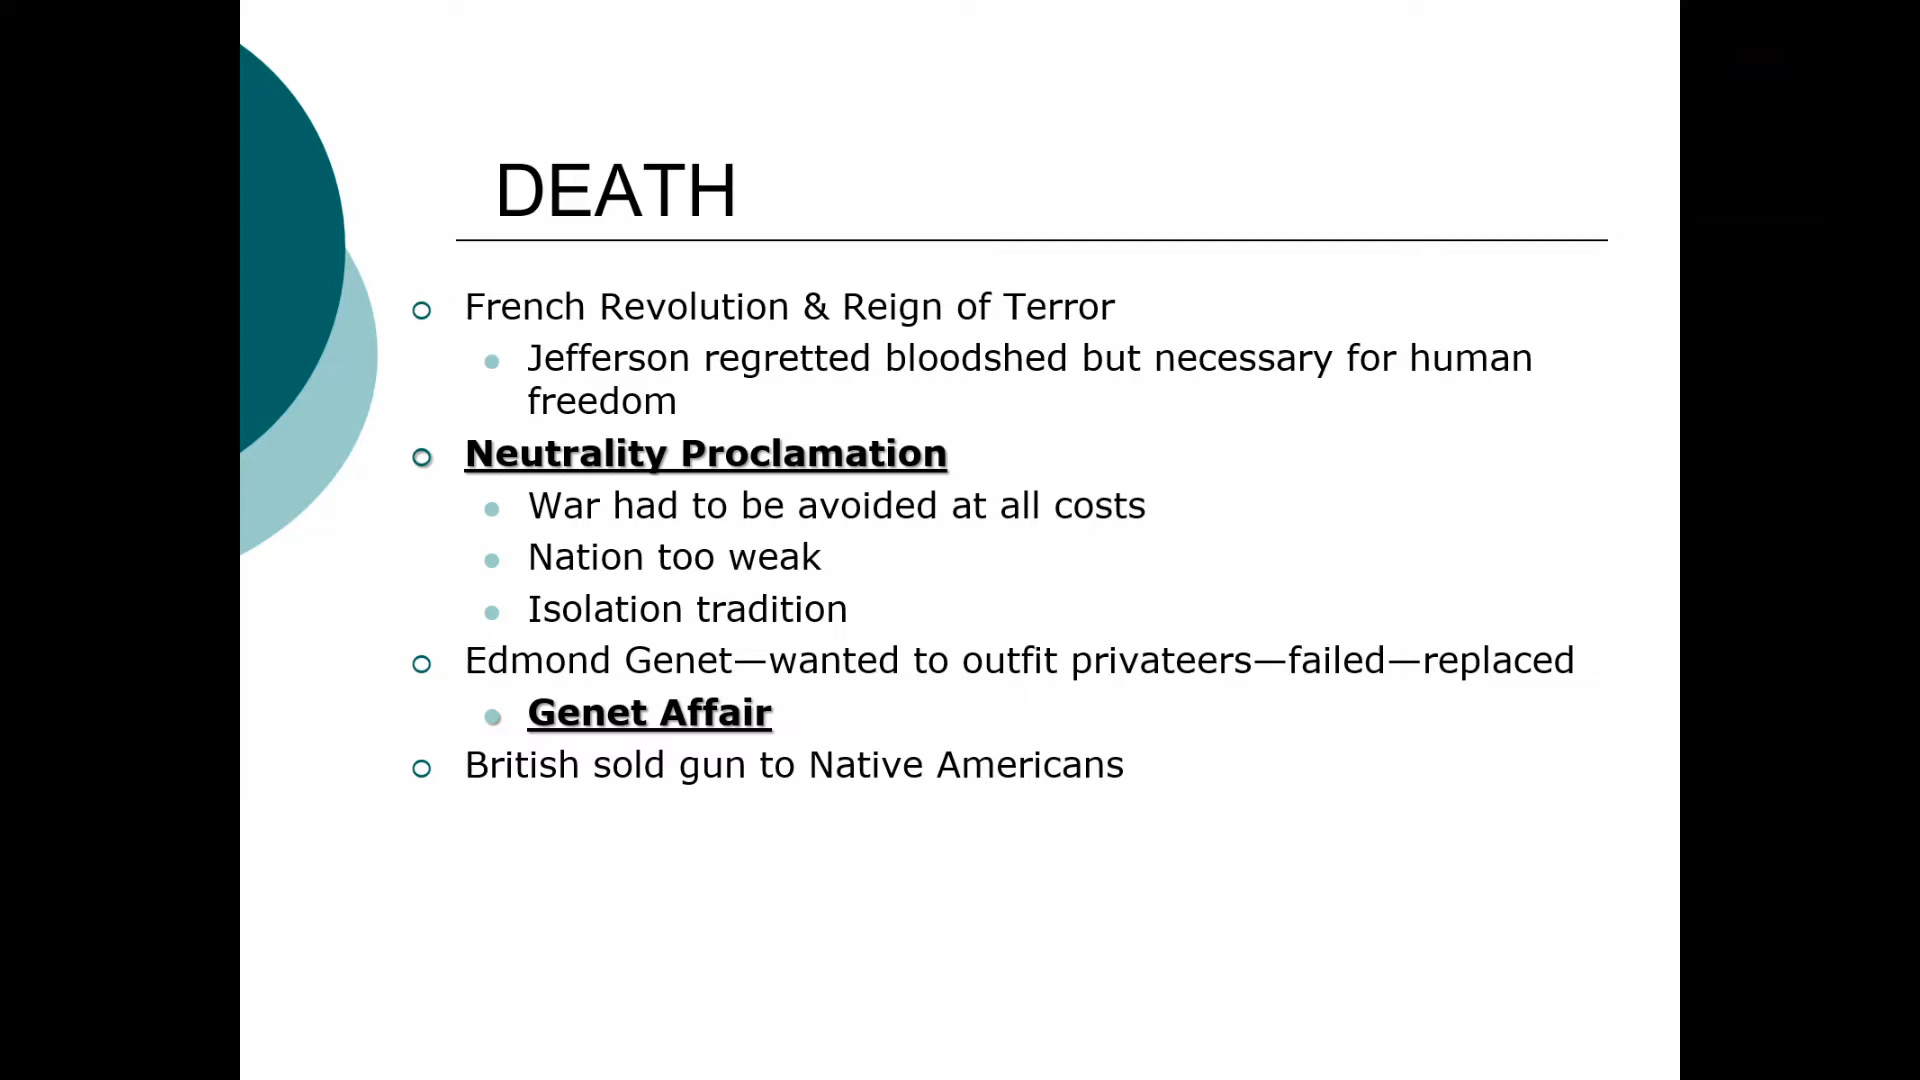 DEATH
French Revolution & Reign of Terror
Jefferson regretted bloodshed but necessary for human
freedom
Neutrality Proclamation
War had to be avoided at all costs
Nation too weak
Isolation tradition
Edmond Genet—wanted to outfit privateers—failed—replaced
Genet Affair
British sold gun to Native Americans